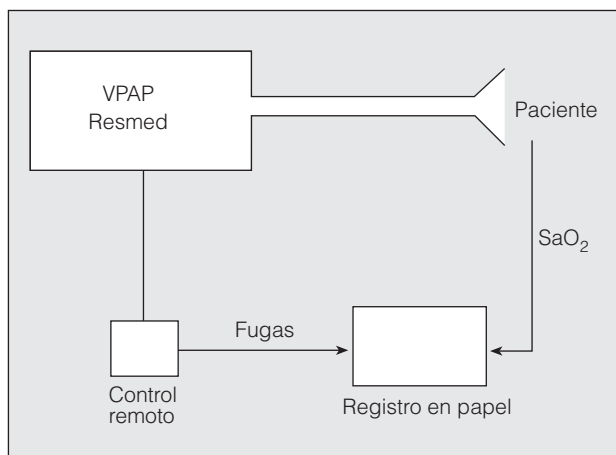 VPAP
Resmed
Paciente
SaO₂
Fugas
Control
remoto
Registro en papel